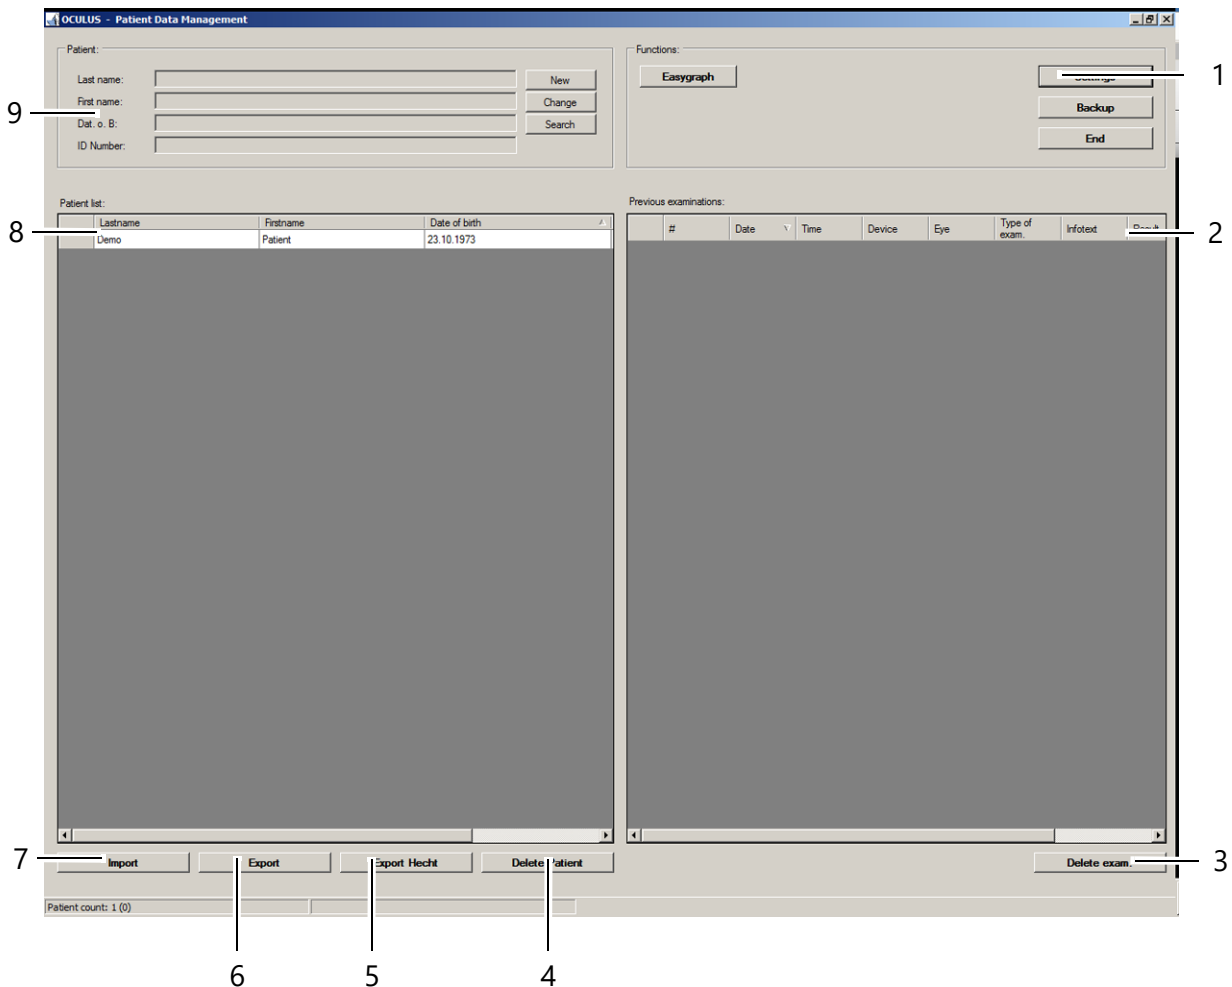 OCULUS - Patient Data Management
Patient:
Last name:
New
First name:
Change
Dat. o. B:
Search
ID Number:
Functions:
Easygraph
Settings
Backup
End
1
9
Patient list:
Lastname Firstname Date of birth
Demo Patient 23.10.1973
8
Previous examinations:
# Date Time Device Eye Type of exam. Infotext Result
2
7
Import Export Export Hecht Delete Patient
Delete exam.
3
Patient count: 1 (0)
6 5 4